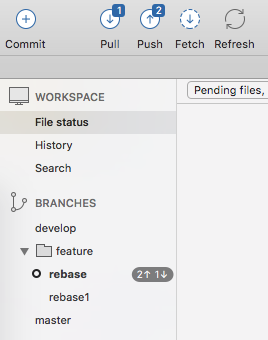 1 2
Commit Pull Push Fetch Refresh
WORKSPACE
Pending files,
File status
History
Search
BRANCHES
develop
feature
rebase 2↑ 1↓
rebase1
master